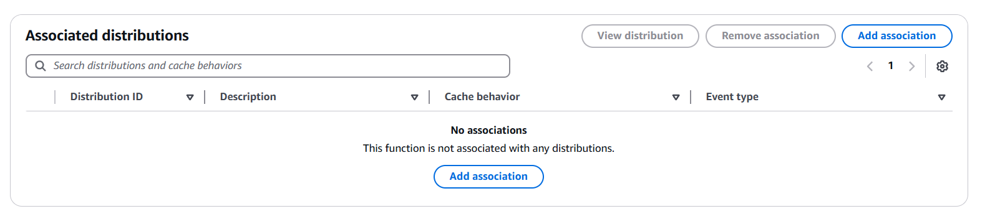 Associated distributions
View distribution
Remove association
Add association
Search distributions and cache behaviors
1
Distribution ID
Description
Cache behavior
Event type
No associations
This function is not associated with any distributions.
Add association